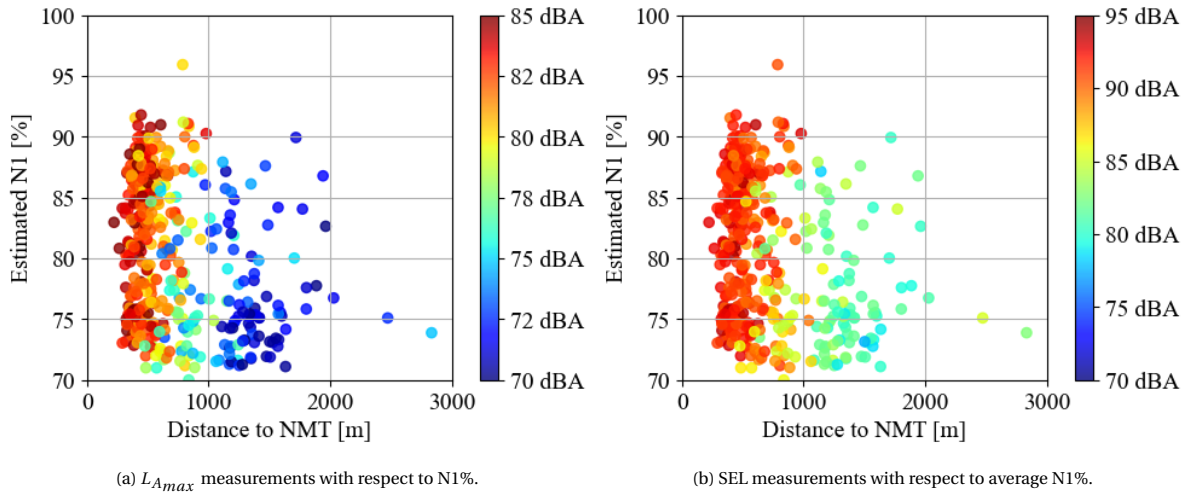 100
95
90
85
80
75
70
0
1000
2000
3000
Estimated N1 [%]
Distance to NMT [m]
85 dBA
82 dBA
80 dBA
78 dBA
75 dBA
72 dBA
70 dBA
(a) L_{A_{max}} measurements with respect to N1%.
100
95
90
85
80
75
70
0
1000
2000
3000
Estimated N1 [%]
Distance to NMT [m]
95 dBA
90 dBA
85 dBA
80 dBA
75 dBA
70 dBA
(b) SEL measurements with respect to average N1%.